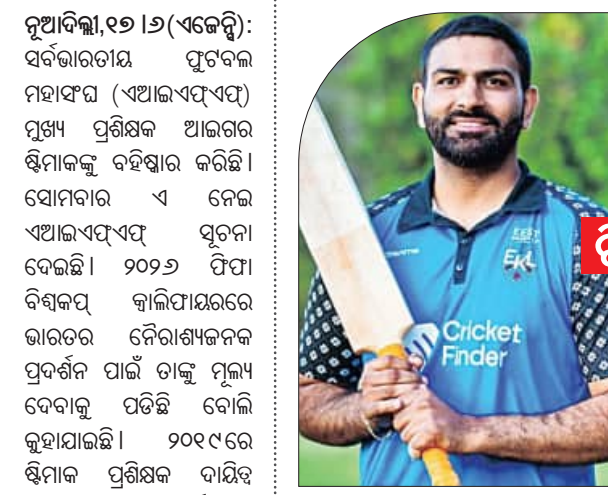 ନୂଆଦିଲ୍ଲୀ,୧୭।୬(ଏଜେନ୍ସି):
ସର୍ବଭାରତୀୟ ଫୁଟବଲ
ମହାସଂଘ (ଏଆଇଏଫ୍ଏଫ୍)
ମୁଖ୍ୟ ପ୍ରଶିକ୍ଷକ ଆଇଗର
ଷ୍ଟିମାକଙ୍କୁ ବହିଷ୍କାର କରିଛି।
ସୋମବାର ଏ ନେଇ
ଏଆଇଏଫ୍ଏଫ୍ ସୂଚନା
ଦେଇଛି। ୨୦୨୬ ଫିଫା
ବିଶ୍ୱକପ୍ କ୍ୱାଲିଫାୟରରେ
ଭାରତର ନୈରାଶ୍ୟଜନକ
ପ୍ରଦର୍ଶନ ପାଇଁ ତାଙ୍କୁ ମୂଲ୍ୟ
ଦେବାକୁ ପଡିଛି ବୋଲି
କୁହାଯାଇଛି। ୨୦୧୯ରେ
ଷ୍ଟିମାକ ପ୍ରଶିକ୍ଷକ ଦାୟିତ୍ୱ
EKL
Cricket
Finder